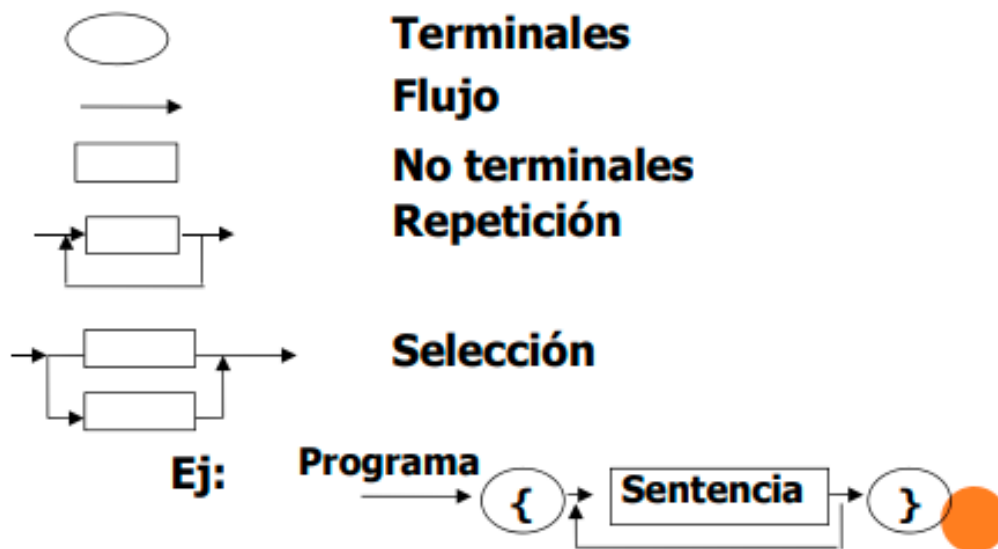 Terminales
Flujo
No terminales
Repetición
Selección
Ej: Programa { Sentencia }